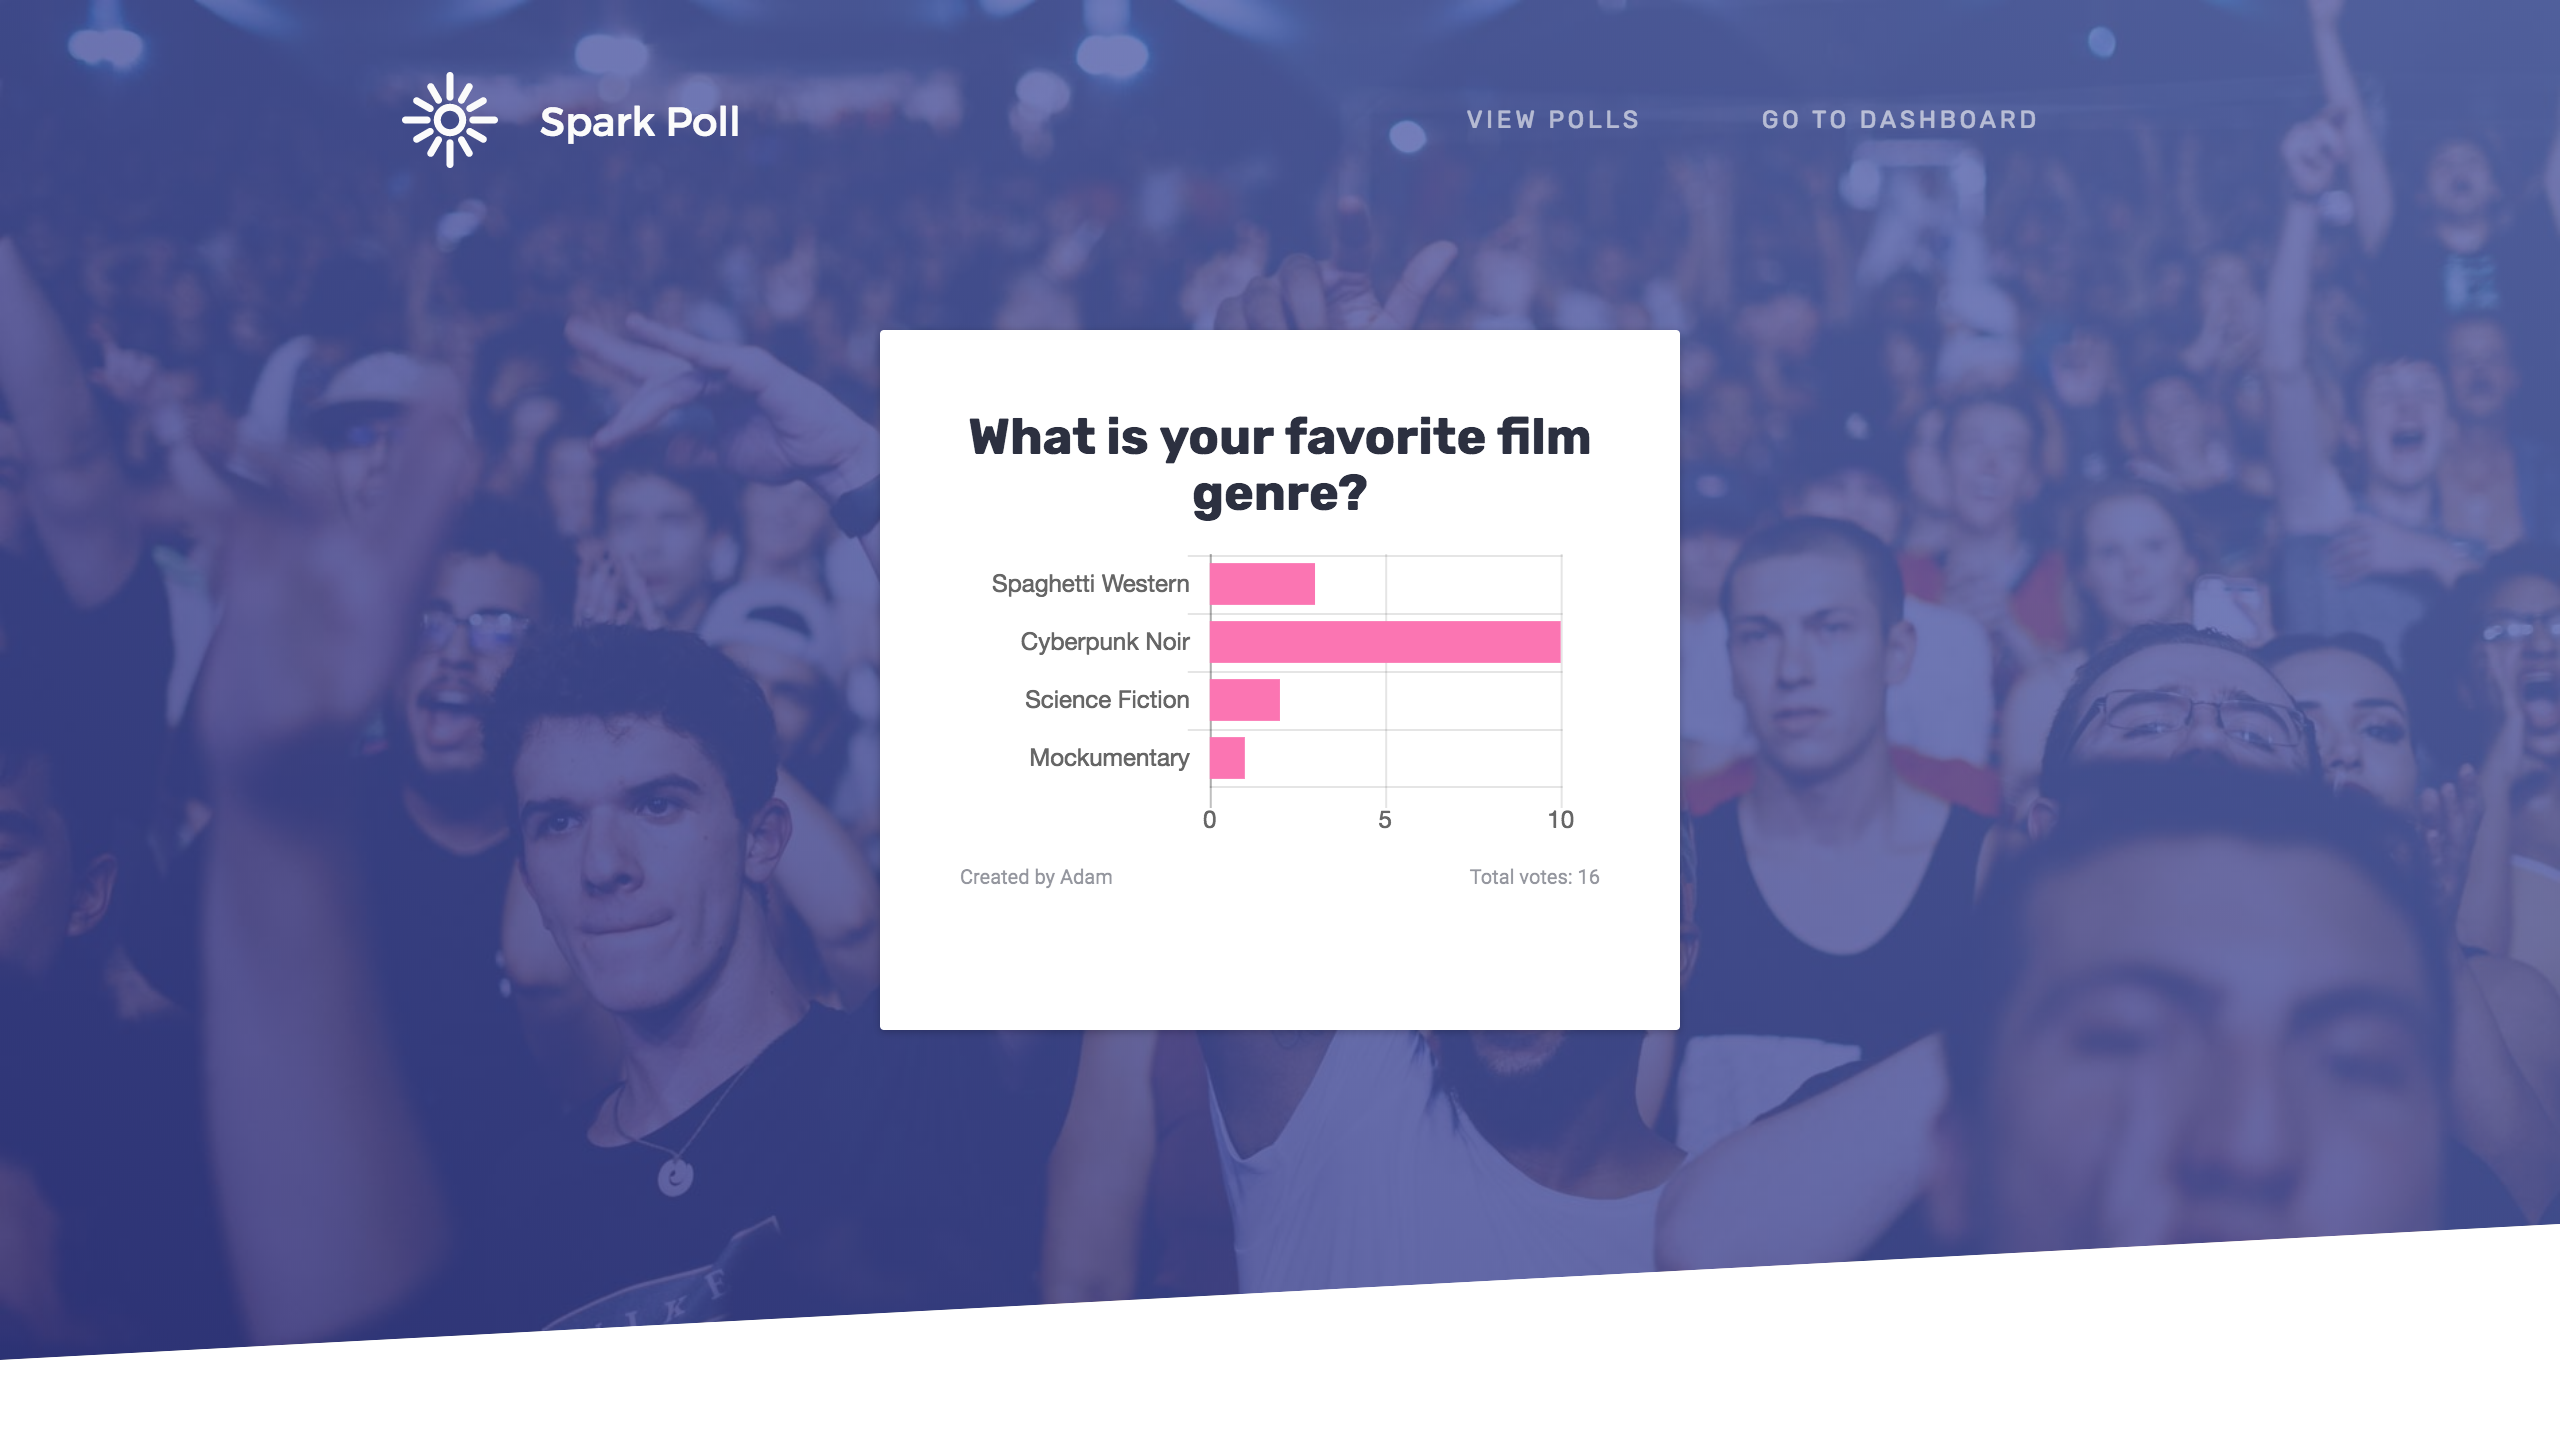 Spark Poll
VIEW POLLS
GO TO DASHBOARD
What is your favorite film
genre?
Spaghetti Western
Cyberpunk Noir
Science Fiction
Mockumentary
0 5 10
Created by Adam
Total votes: 16